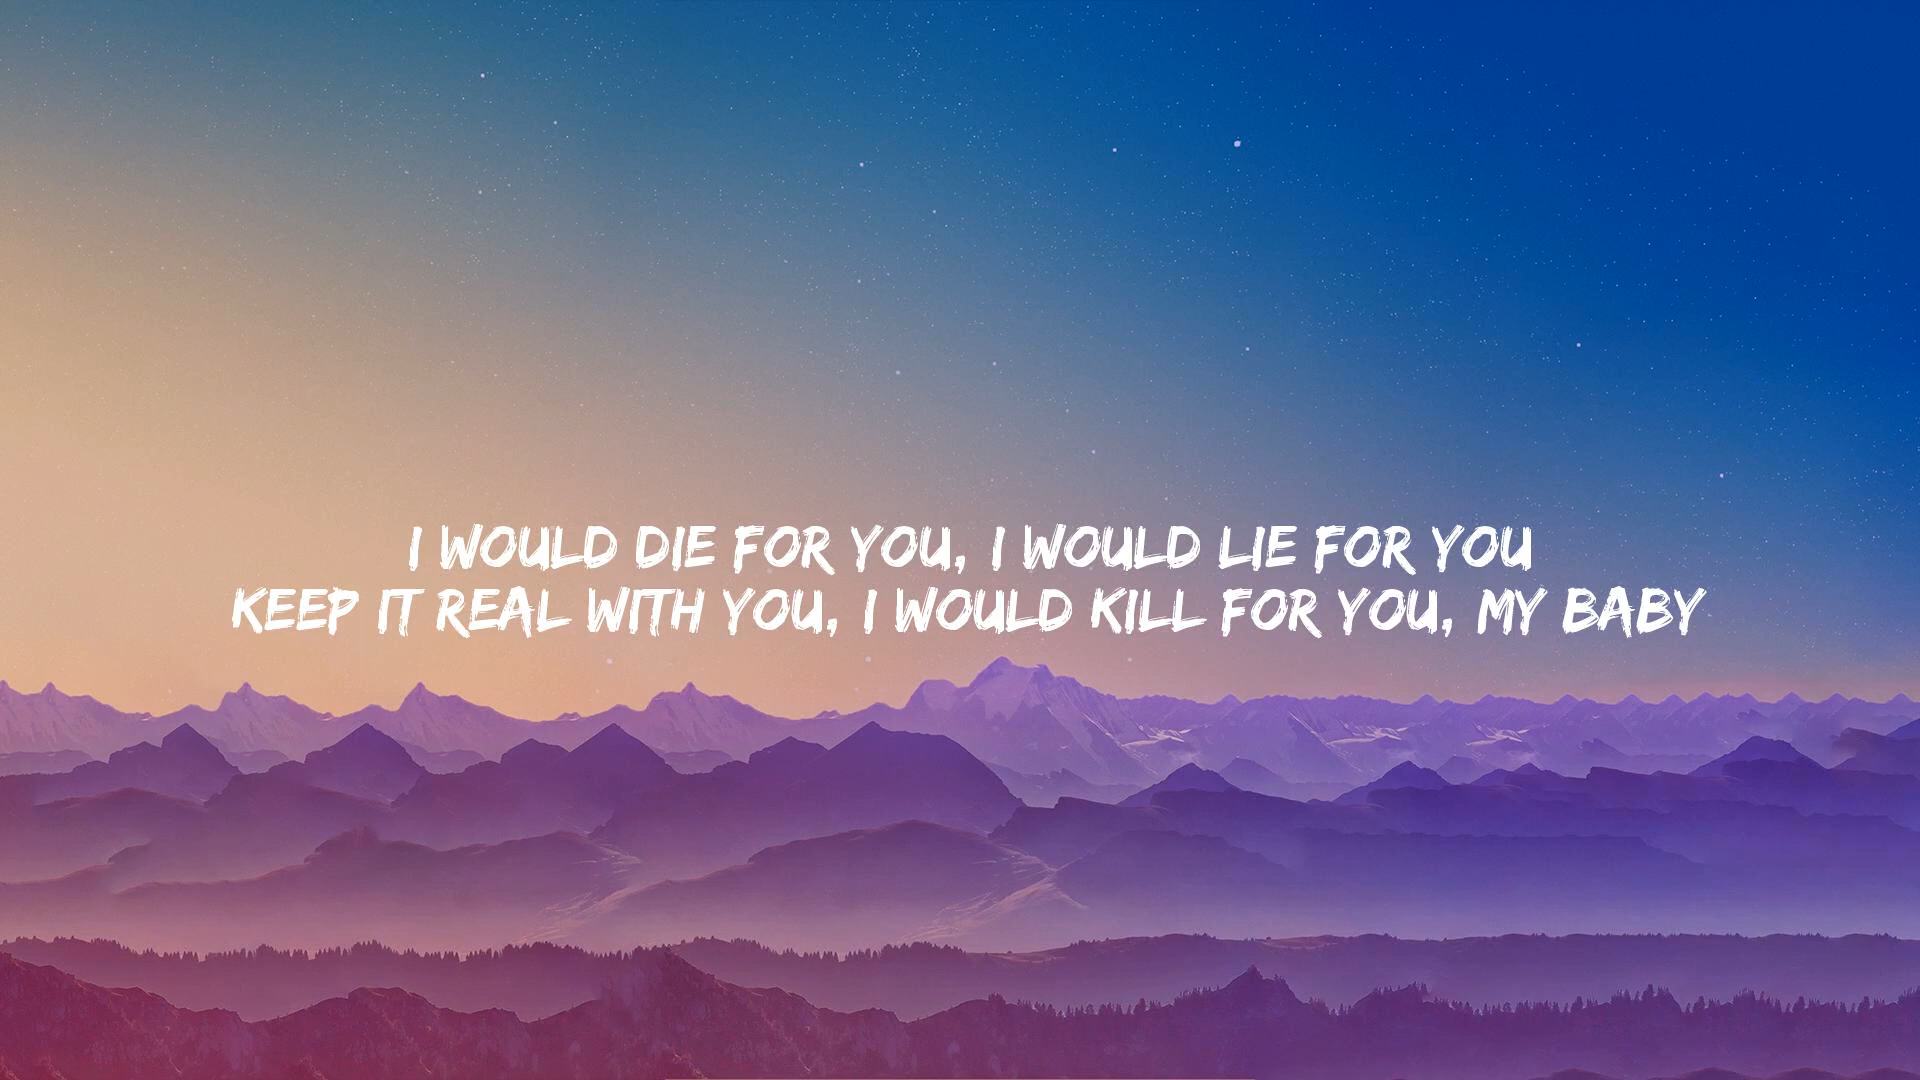 I WOULD DIE FOR YOU, I WOULD LIE FOR YOU
KEEP IT REAL WITH YOU, I WOULD KILL FOR YOU, MY BABY